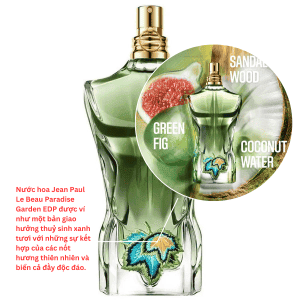 SANDAL
WOOD
GREEN
FIG
COCONUT
WATER
Nước hoa Jean Paul
Le Beau Paradise
Garden EDP được ví
như một bản giao
hưởng thuỷ sinh xanh
tươi với những sự kết
hợp của các nốt
hương thiên nhiên và
biến cả đầy độc đáo.